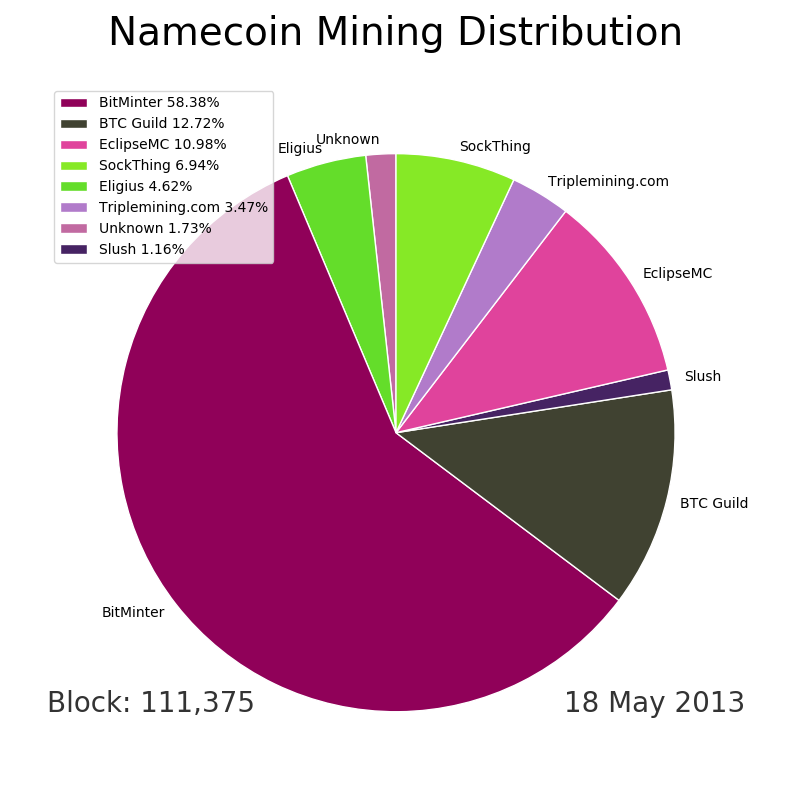 Namecoin Mining Distribution
BitMinter 58.38%
BTC Guild 12.72%
EclipseMC 10.98%
SockThing 6.94%
Eligius 4.62%
Triplemining.com 3.47%
Unknown 1.73%
Slush 1.16%
Unknown
Eligius
SockThing
Triplemining.com
EclipseMC
Slush
BTC Guild
BitMinter
Block: 111,375
18 May 2013